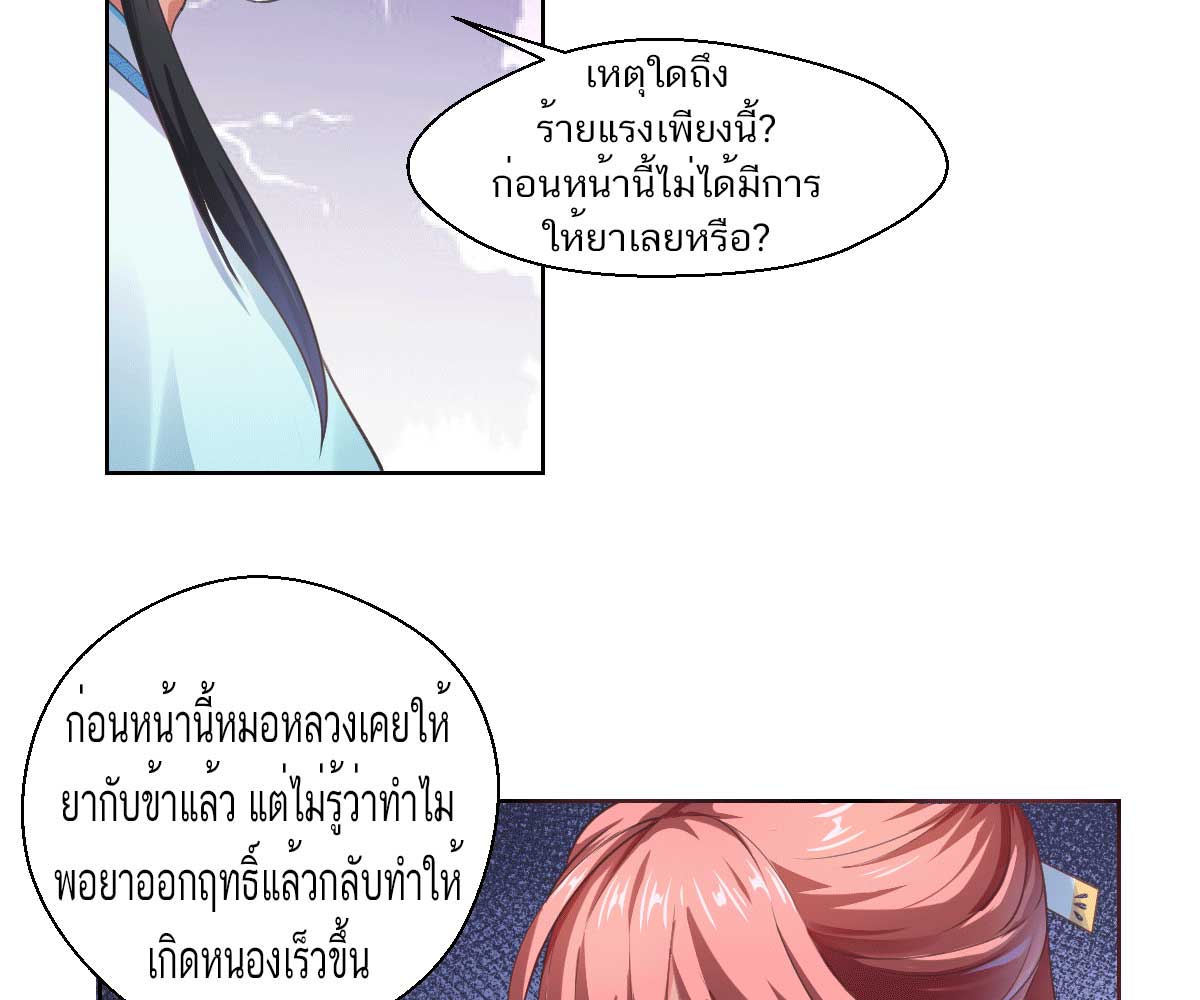 เหตุใดถึง
ร้ายแรงเพียงนี้?
ก่อนหน้านี้ไม่ได้มีการ
ให้ยาเลยหรือ?
ก่อนหน้านี้หมอหลวงเคยให้
ยากับข้าแล้ว แต่ไม่รู้ว่าทำไม
พอยาออกฤทธิ์แล้วกลับทำให้
เกิดหนองเร็วขึ้น